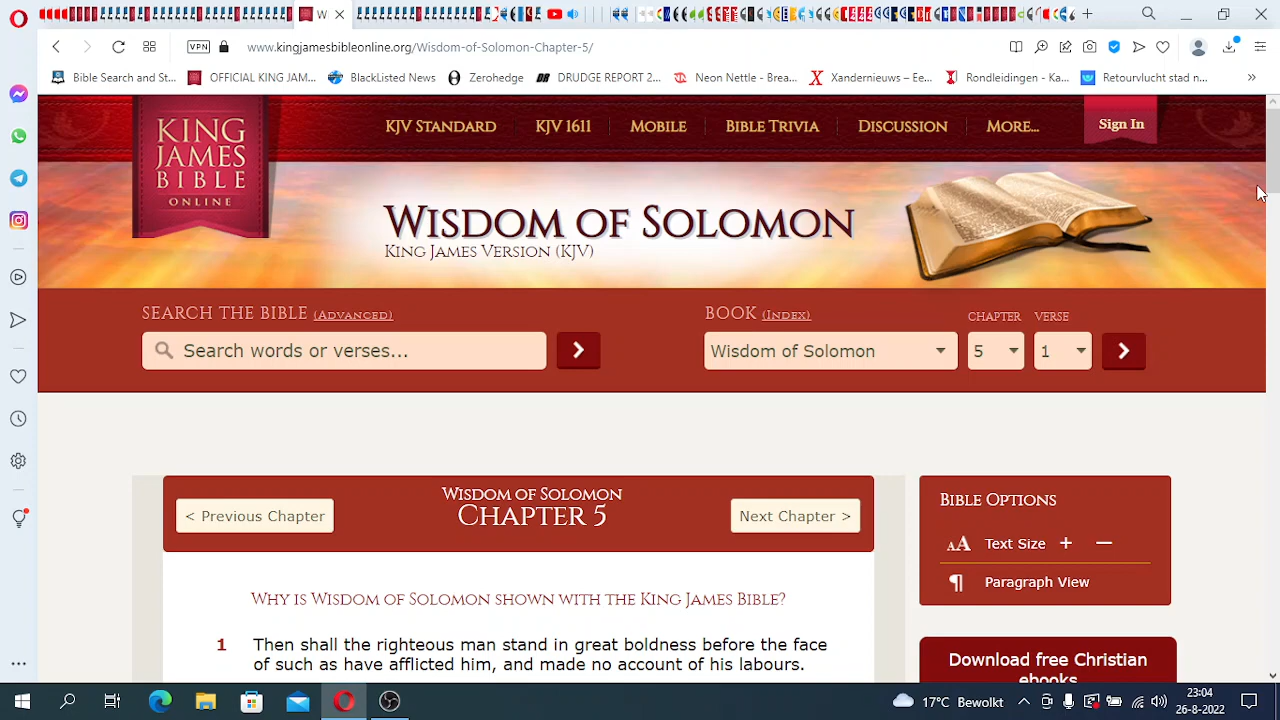 W
VPN
www.kingjamesbibleonline.org/Wisdom-of-Solomon-Chapter-5/
Bible Search and St...
OFFICIAL KING JAM...
BlackListed News
Zerohedge
DRUDGE REPORT 2...
Neon Nettle - Brea...
Xandernieuws – Ee...
Rondleidingen - Ka...
Retourvlucht stad n...
KING
JAMES
BIBLE
ONLINE
KJV Standard
KJV 1611
Mobile
Bible Trivia
Discussion
More...
Sign In
Wisdom of Solomon
King James Version (KJV)
SEARCH THE BIBLE (Advanced)
Search words or verses...
BOOK (Index)
CHAPTER
VERSE
Wisdom of Solomon
5
1
< Previous Chapter
Wisdom of Solomon
CHAPTER 5
Next Chapter >
Why is Wisdom of Solomon shown with the King James Bible?
1 Then shall the righteous man stand in great boldness before the face
of such as have afflicted him, and made no account of his labours.
Bible Options
AA Text Size + —
¶ Paragraph View
Download free Christian
ebooks
17°C Bewolkt
23:04
26-8-2022